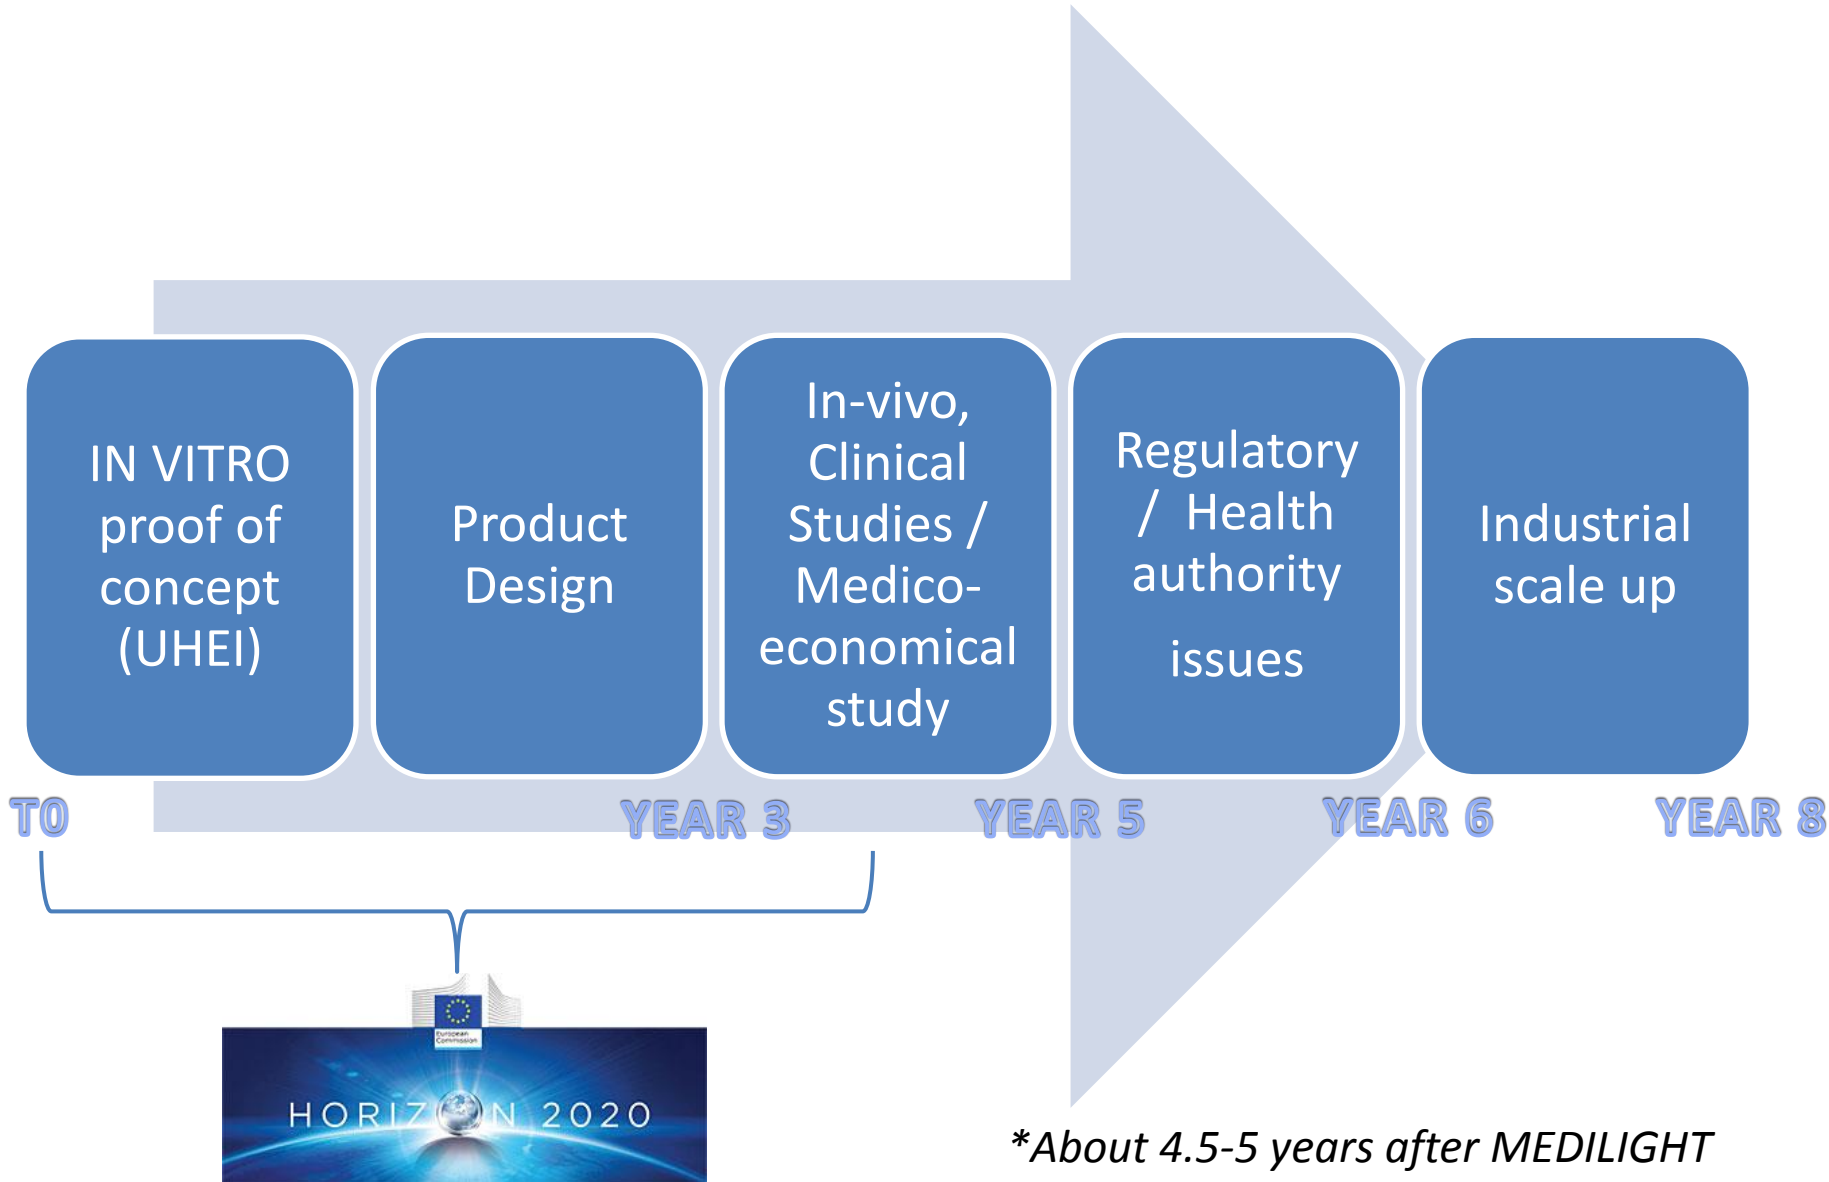 IN VITRO
proof of
concept
(UHEI)
Product
Design
In-vivo,
Clinical
Studies /
Medico-
economical
study
Regulatory
/ Health
authority
issues
Industrial
scale up
T0
YEAR 3
YEAR 5
YEAR 6
YEAR 8
European
Commission
HORIZON 2020
*About 4.5-5 years after MEDILIGHT